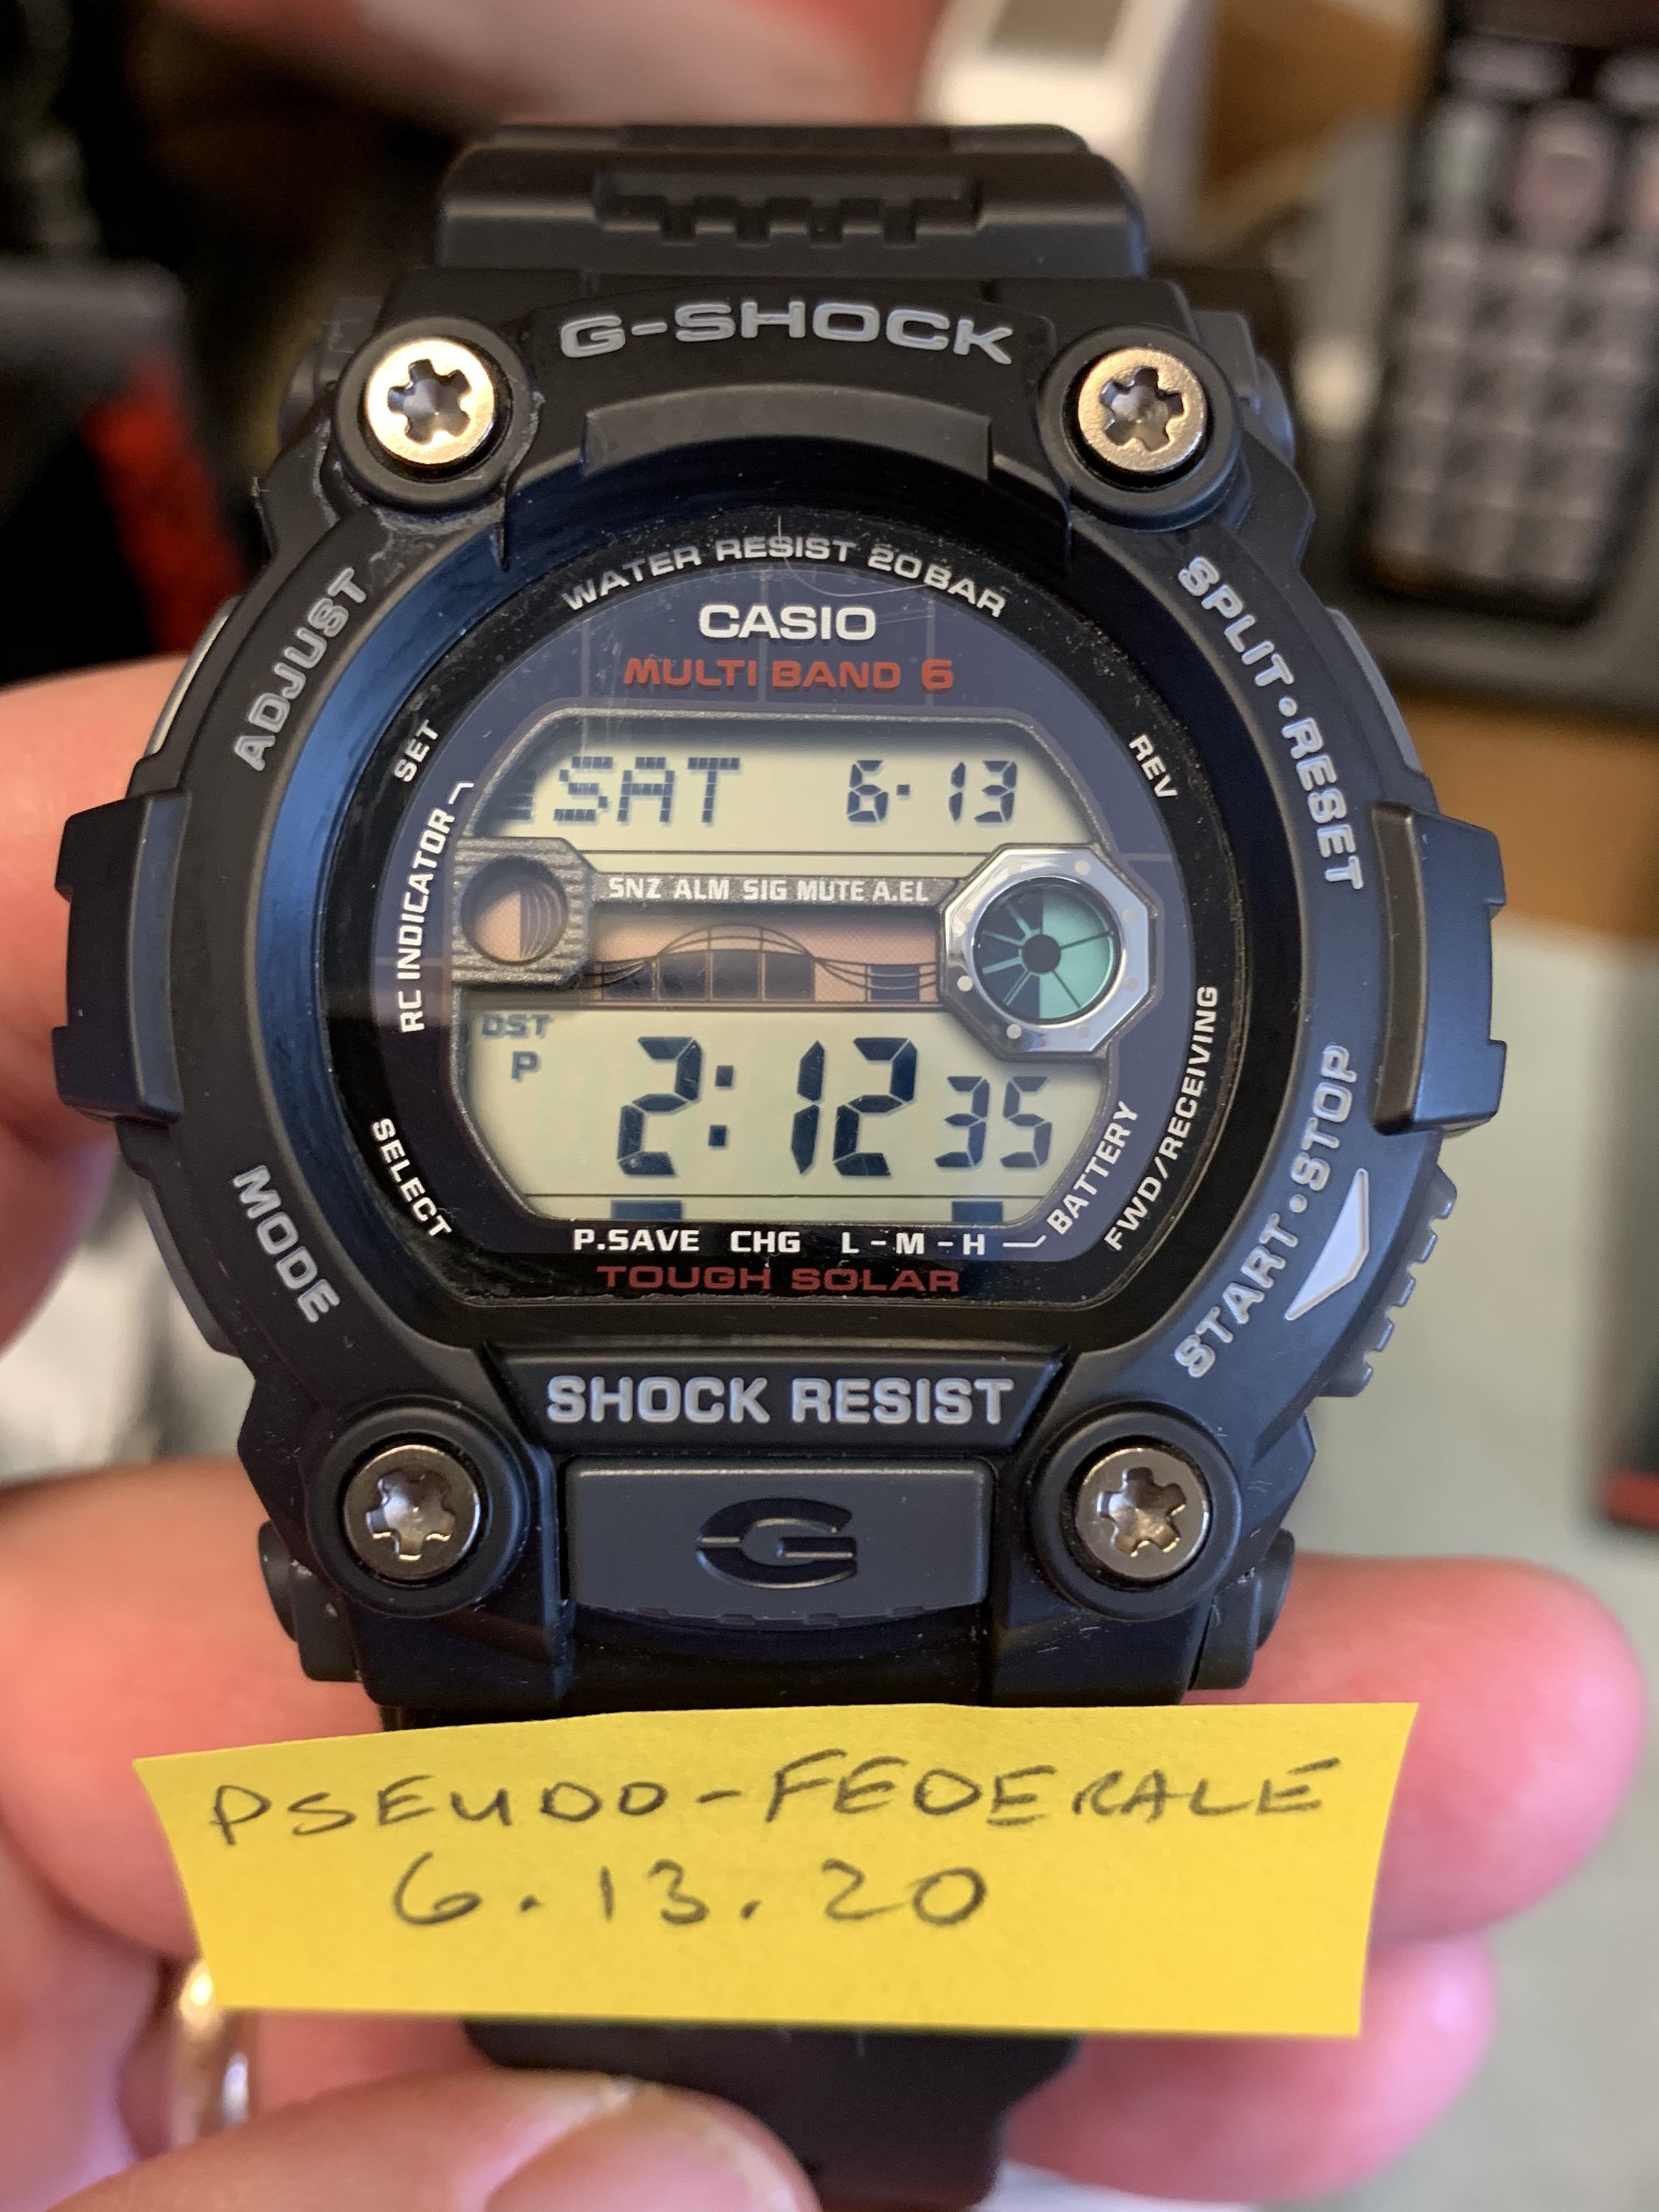 G-SHOCK
WATER RESIST 20BAR
CASIO
MULTI BAND 6
ADJUST
SPLIT•RESET
SET
REV
SAT 6•13
RC INDICATOR
SNZ ALM SIG MUTE A.EL
DST
P
2:12 35
SELECT
MODE
BATTERY
FWD/RECEIVING
START•STOP
P.SAVE CHG L-M-H
TOUGH SOLAR
SHOCK RESIST
G
PSEUDO-FEDERALE
6.13.20